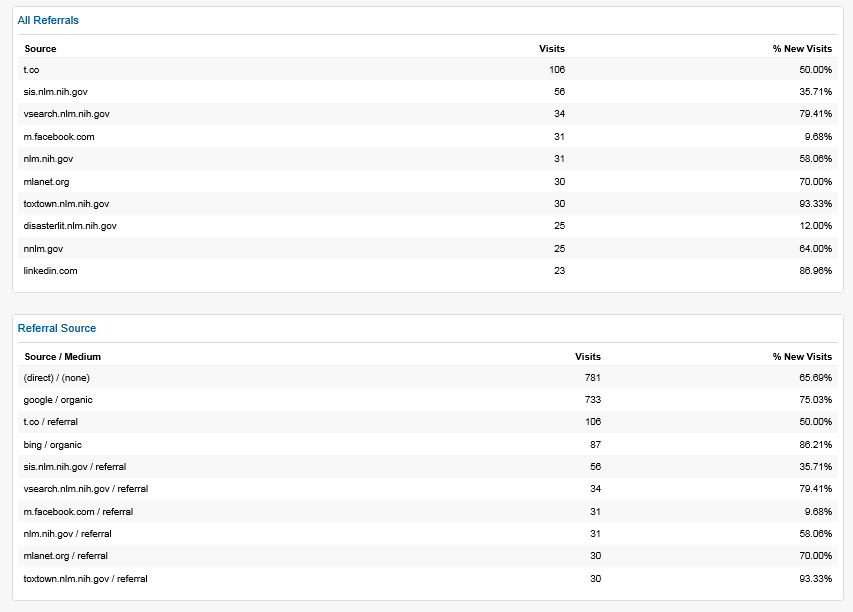 All Referrals
Source Visits % New Visits
t.co 106 50.00%
sis.nlm.nih.gov 56 35.71%
vsearch.nlm.nih.gov 34 79.41%
m.facebook.com 31 9.68%
nlm.nih.gov 31 58.06%
mlanet.org 30 70.00%
toxtown.nlm.nih.gov 30 93.33%
disasterlit.nlm.nih.gov 25 12.00%
nnlm.gov 25 64.00%
linkedin.com 23 86.96%
Referral Source
Source / Medium Visits % New Visits
(direct) / (none) 781 65.69%
google / organic 733 75.03%
t.co / referral 106 50.00%
bing / organic 87 86.21%
sis.nlm.nih.gov / referral 56 35.71%
vsearch.nlm.nih.gov / referral 34 79.41%
m.facebook.com / referral 31 9.68%
nlm.nih.gov / referral 31 58.06%
mlanet.org / referral 30 70.00%
toxtown.nlm.nih.gov / referral 30 93.33%